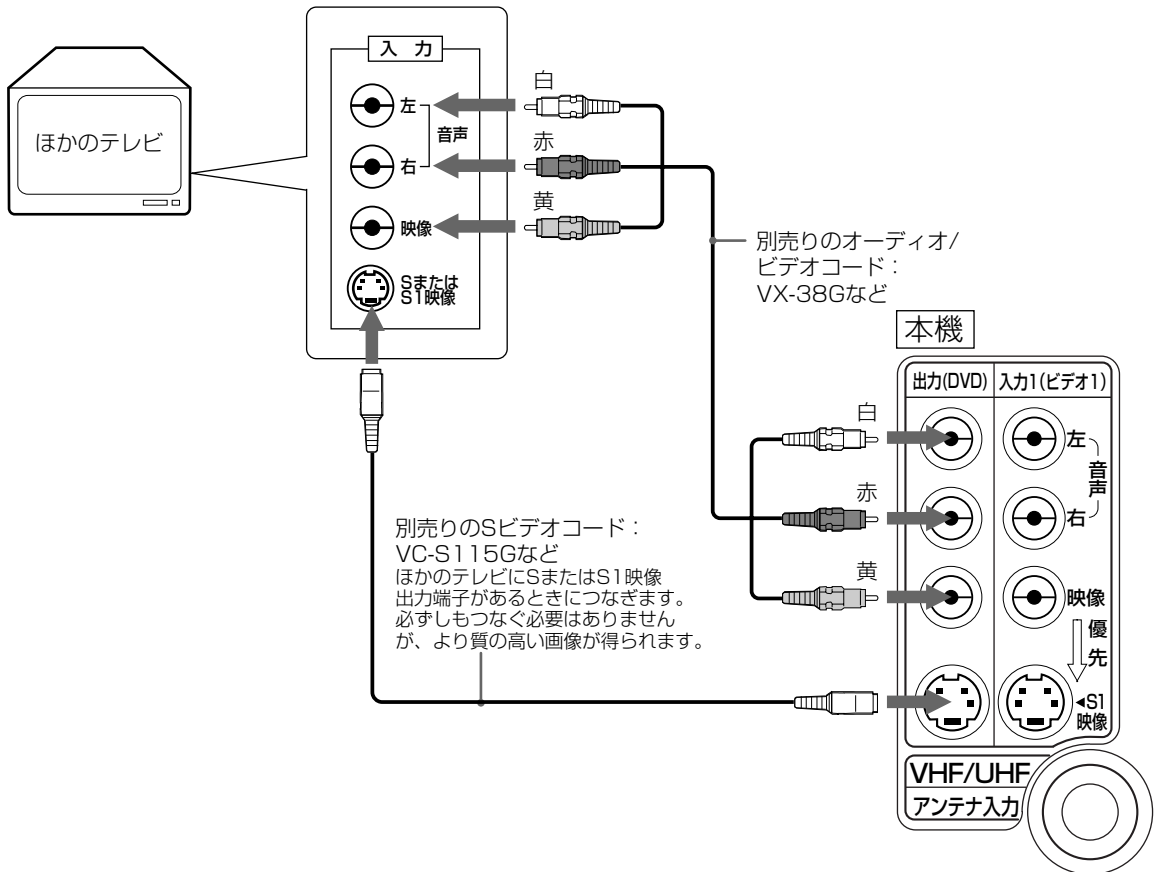 ほかのテレビ
入 力
左
右
音声
映像
Sまたは
S1映像
白
赤
黄
別売りのオーディオ/
ビデオコード：
VX-38Gなど
別売りのSビデオコード：
VC-S115Gなど
ほかのテレビにSまたはS1映像
出力端子があるときにつなぎます。
必ずしもつなぐ必要はありません
が、より質の高い画像が得られます。
本機
出力(DVD) 入力1(ビデオ1)
白
赤
黄
左
音声
右
映像
優先
◀S1
映像
VHF/UHF
アンテナ入力